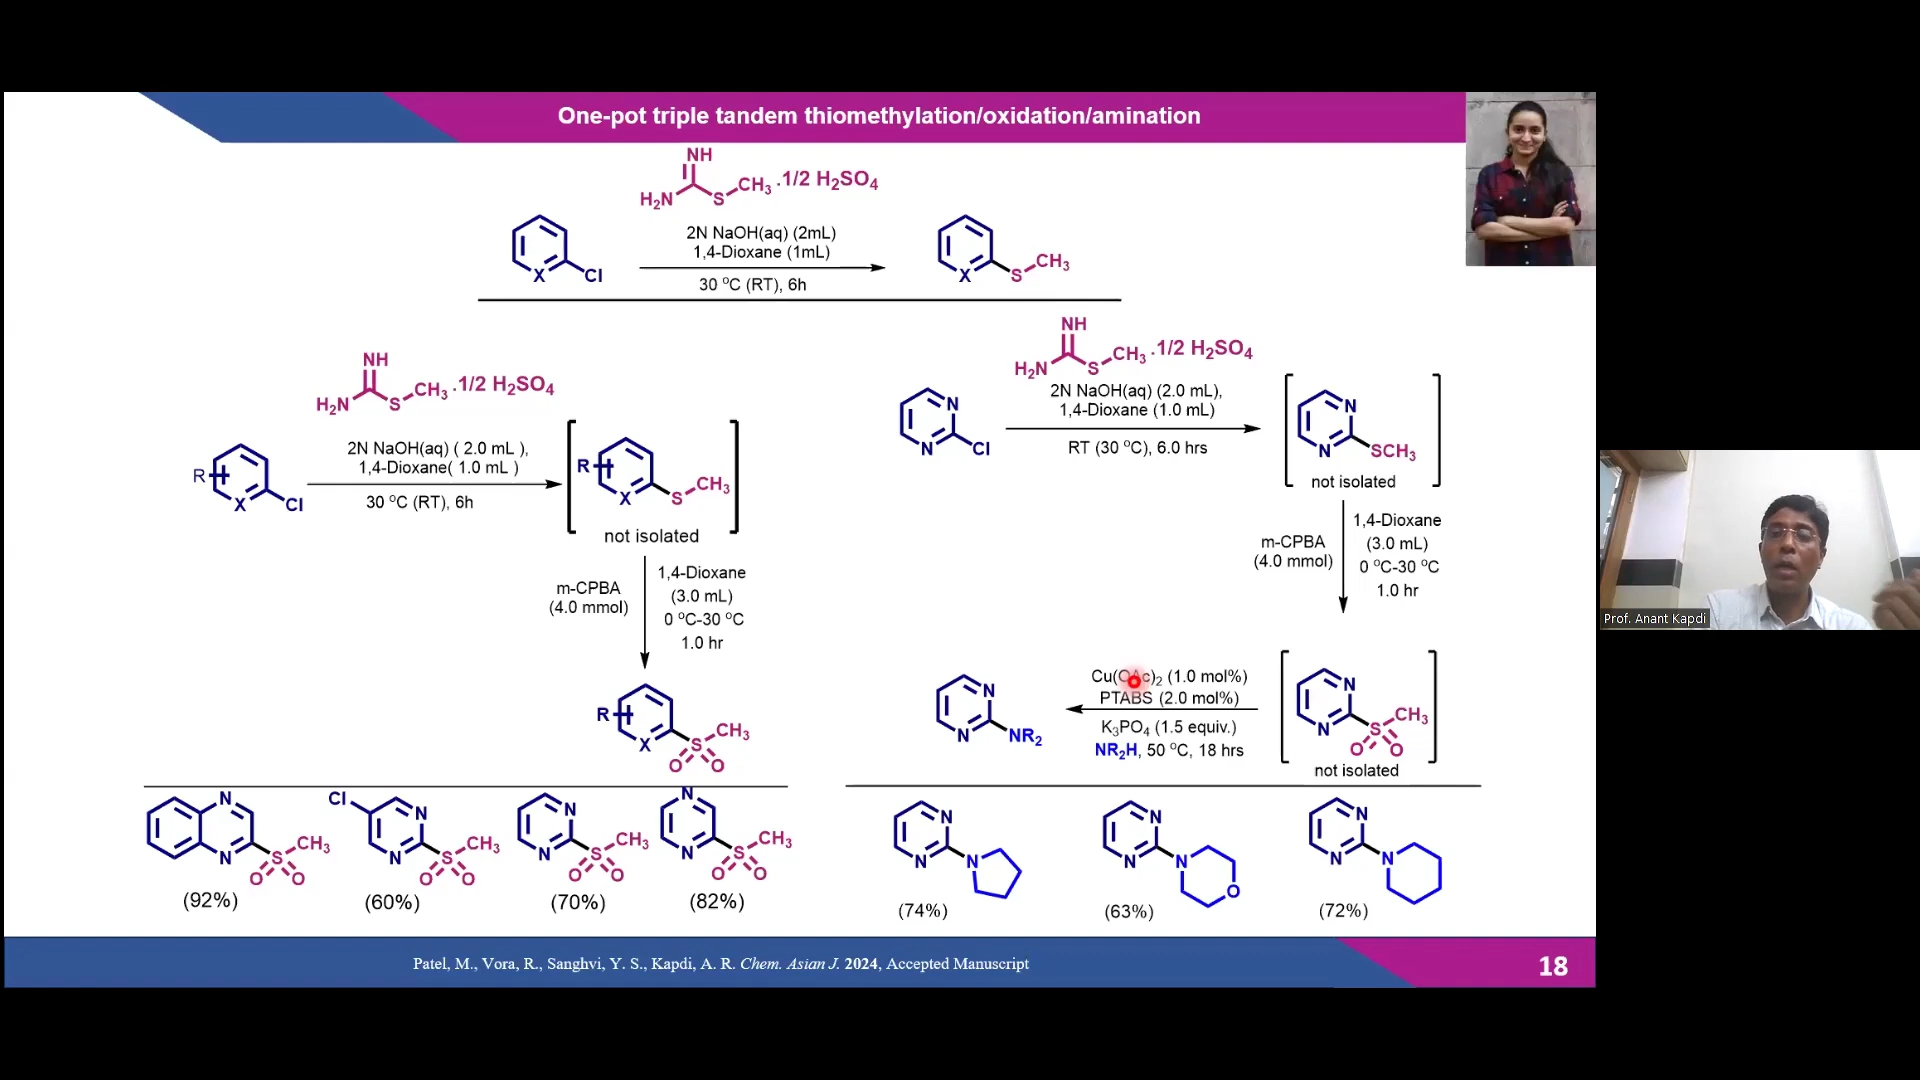 One-pot triple tandem thiomethylation/oxidation/amination
NH
H₂N
S
CH₃ .1/2 H₂SO₄
2N NaOH(aq) (2mL)
1,4-Dioxane (1mL)
30 ⁰C (RT), 6h
X
Cl
X
S
CH₃
NH
H₂N
S
CH₃ .1/2 H₂SO₄
2N NaOH(aq) ( 2.0 mL ),
1,4-Dioxane( 1.0 mL )
30 ⁰C (RT), 6h
R
X
Cl
R
X
S
CH₃
not isolated
m-CPBA
(4.0 mmol)
1,4-Dioxane
(3.0 mL)
0 ⁰C-30 ⁰C
1.0 hr
R
X
S
CH₃
O
O
N
N
S
CH₃
O
O
(92%)
Cl
N
N
S
CH₃
O
O
(60%)
N
N
S
CH₃
O
O
(70%)
N
N
S
CH₃
O
O
(82%)
NH
H₂N
S
CH₃ .1/2 H₂SO₄
2N NaOH(aq) (2.0 mL),
1,4-Dioxane (1.0 mL)
RT (30 ⁰C), 6.0 hrs
N
N
Cl
N
N
SCH₃
not isolated
m-CPBA
(4.0 mmol)
1,4-Dioxane
(3.0 mL)
0 ⁰C-30 ⁰C
1.0 hr
N
N
S
CH₃
O
O
not isolated
Cu(OAc)₂ (1.0 mol%)
PTABS (2.0 mol%)
K₃PO₄ (1.5 equiv.)
NR₂H, 50 ⁰C, 18 hrs
N
N
NR₂
N
N
N
(74%)
N
N
N
O
(63%)
N
N
N
(72%)
Patel, M., Vora, R., Sanghvi, Y. S., Kapdi, A. R. Chem. Asian J. 2024, Accepted Manuscript
18
Prof. Anant Kapdi